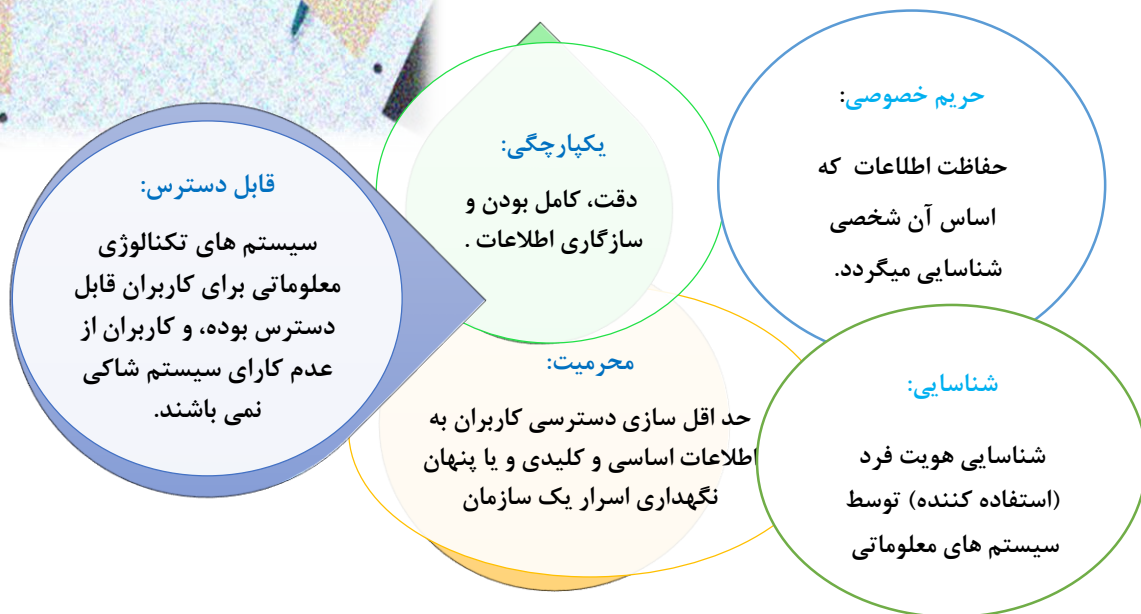 حریم خصوصی:
حفاظت اطلاعات که
اساس آن شخصی
شناسایی میگردد.
یکپارچگی:
دقت، کامل بودن و
سازگاری اطلاعات .
قابل دسترس:
سیستم های تکنالوژی
معلوماتی برای کاربران قابل
دسترس بوده، و کاربران از
عدم کارای سیستم شاکی
نمی باشند.
شناسایی:
شناسایی هویت فرد
(استفاده کننده) توسط
سیستم های معلوماتی
محرمیت:
حد اقل سازی دسترسی کاربران به
اطلاعات اساسی و کلیدی و یا پنهان
نگهداری اسرار یک سازمان